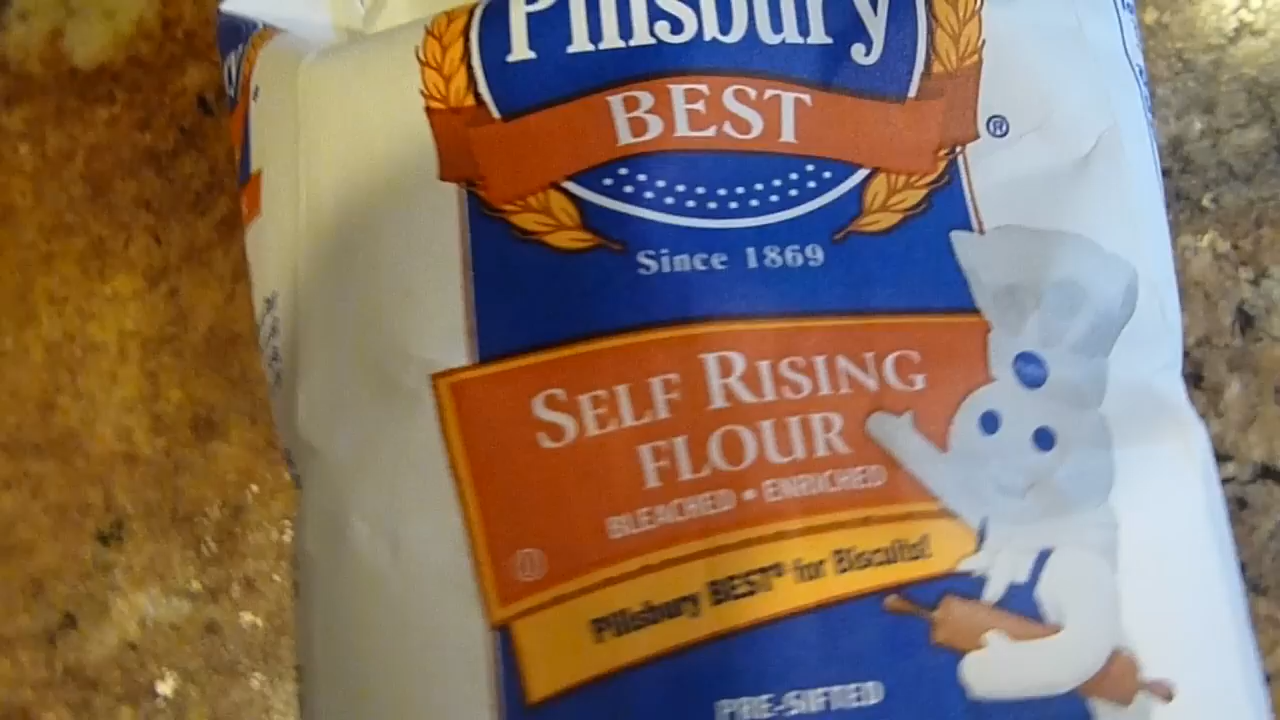 Pillsbury
BEST
®
Since 1869
SELF RISING
FLOUR
BLEACHED • ENRICHED
Pillsbury BEST® for Biscuits!
PRE-SIFTED